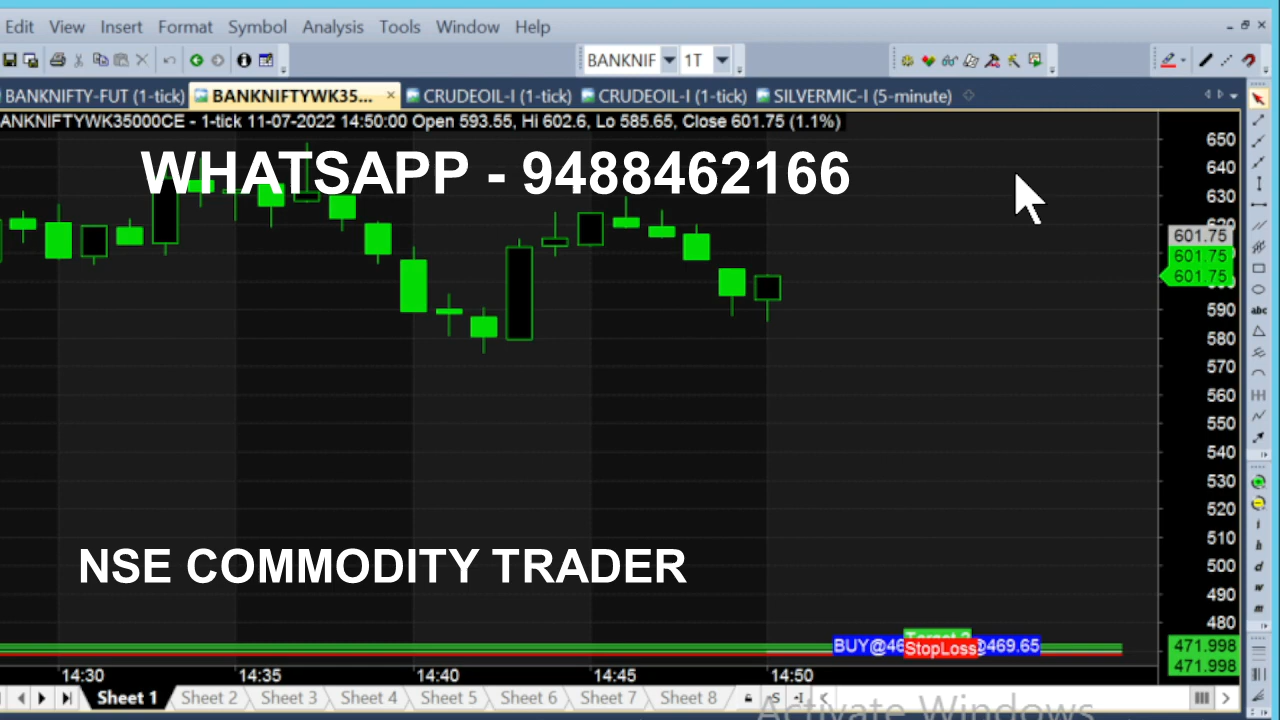 Edit View Insert Format Symbol Analysis Tools Window Help
BANKNIF 1T
BANKNIFTY-FUT (1-tick) BANKNIFTYWK35... × CRUDEOIL-I (1-tick) CRUDEOIL-I (1-tick) SILVERMIC-I (5-minute)
ANKNIFTYWK35000CE - 1-tick 11-07-2022 14:50:00 Open 593.55, Hi 602.6, Lo 585.65, Close 601.75 (1.1%)
WHATSAPP - 9488462166
650
640
630
620
601.75
601.75
601.75
590
580
570
560
550
540
530
520
510
500
490
480
abc
i
h
d
w
m
NSE COMMODITY TRADER
BUY@46 StopLoss @469.65
471.998
471.998
14:30 14:35 14:40 14:45 14:50
Sheet 1 Sheet 2 Sheet 3 Sheet 4 Sheet 5 Sheet 6 Sheet 7 Sheet 8
Activate Windows